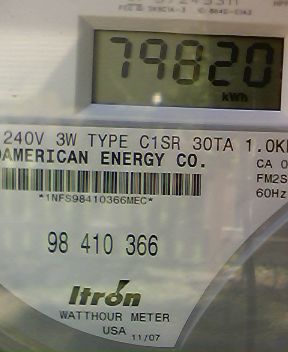 79820
kWh
240V 3W TYPE C1SR 30TA 1.0K
AMERICAN ENERGY CO.
CA 0
FM2S
60Hz
*1NFS98410366MEC*
98 410 366
Itron
WATTHOUR METER
USA 11/07